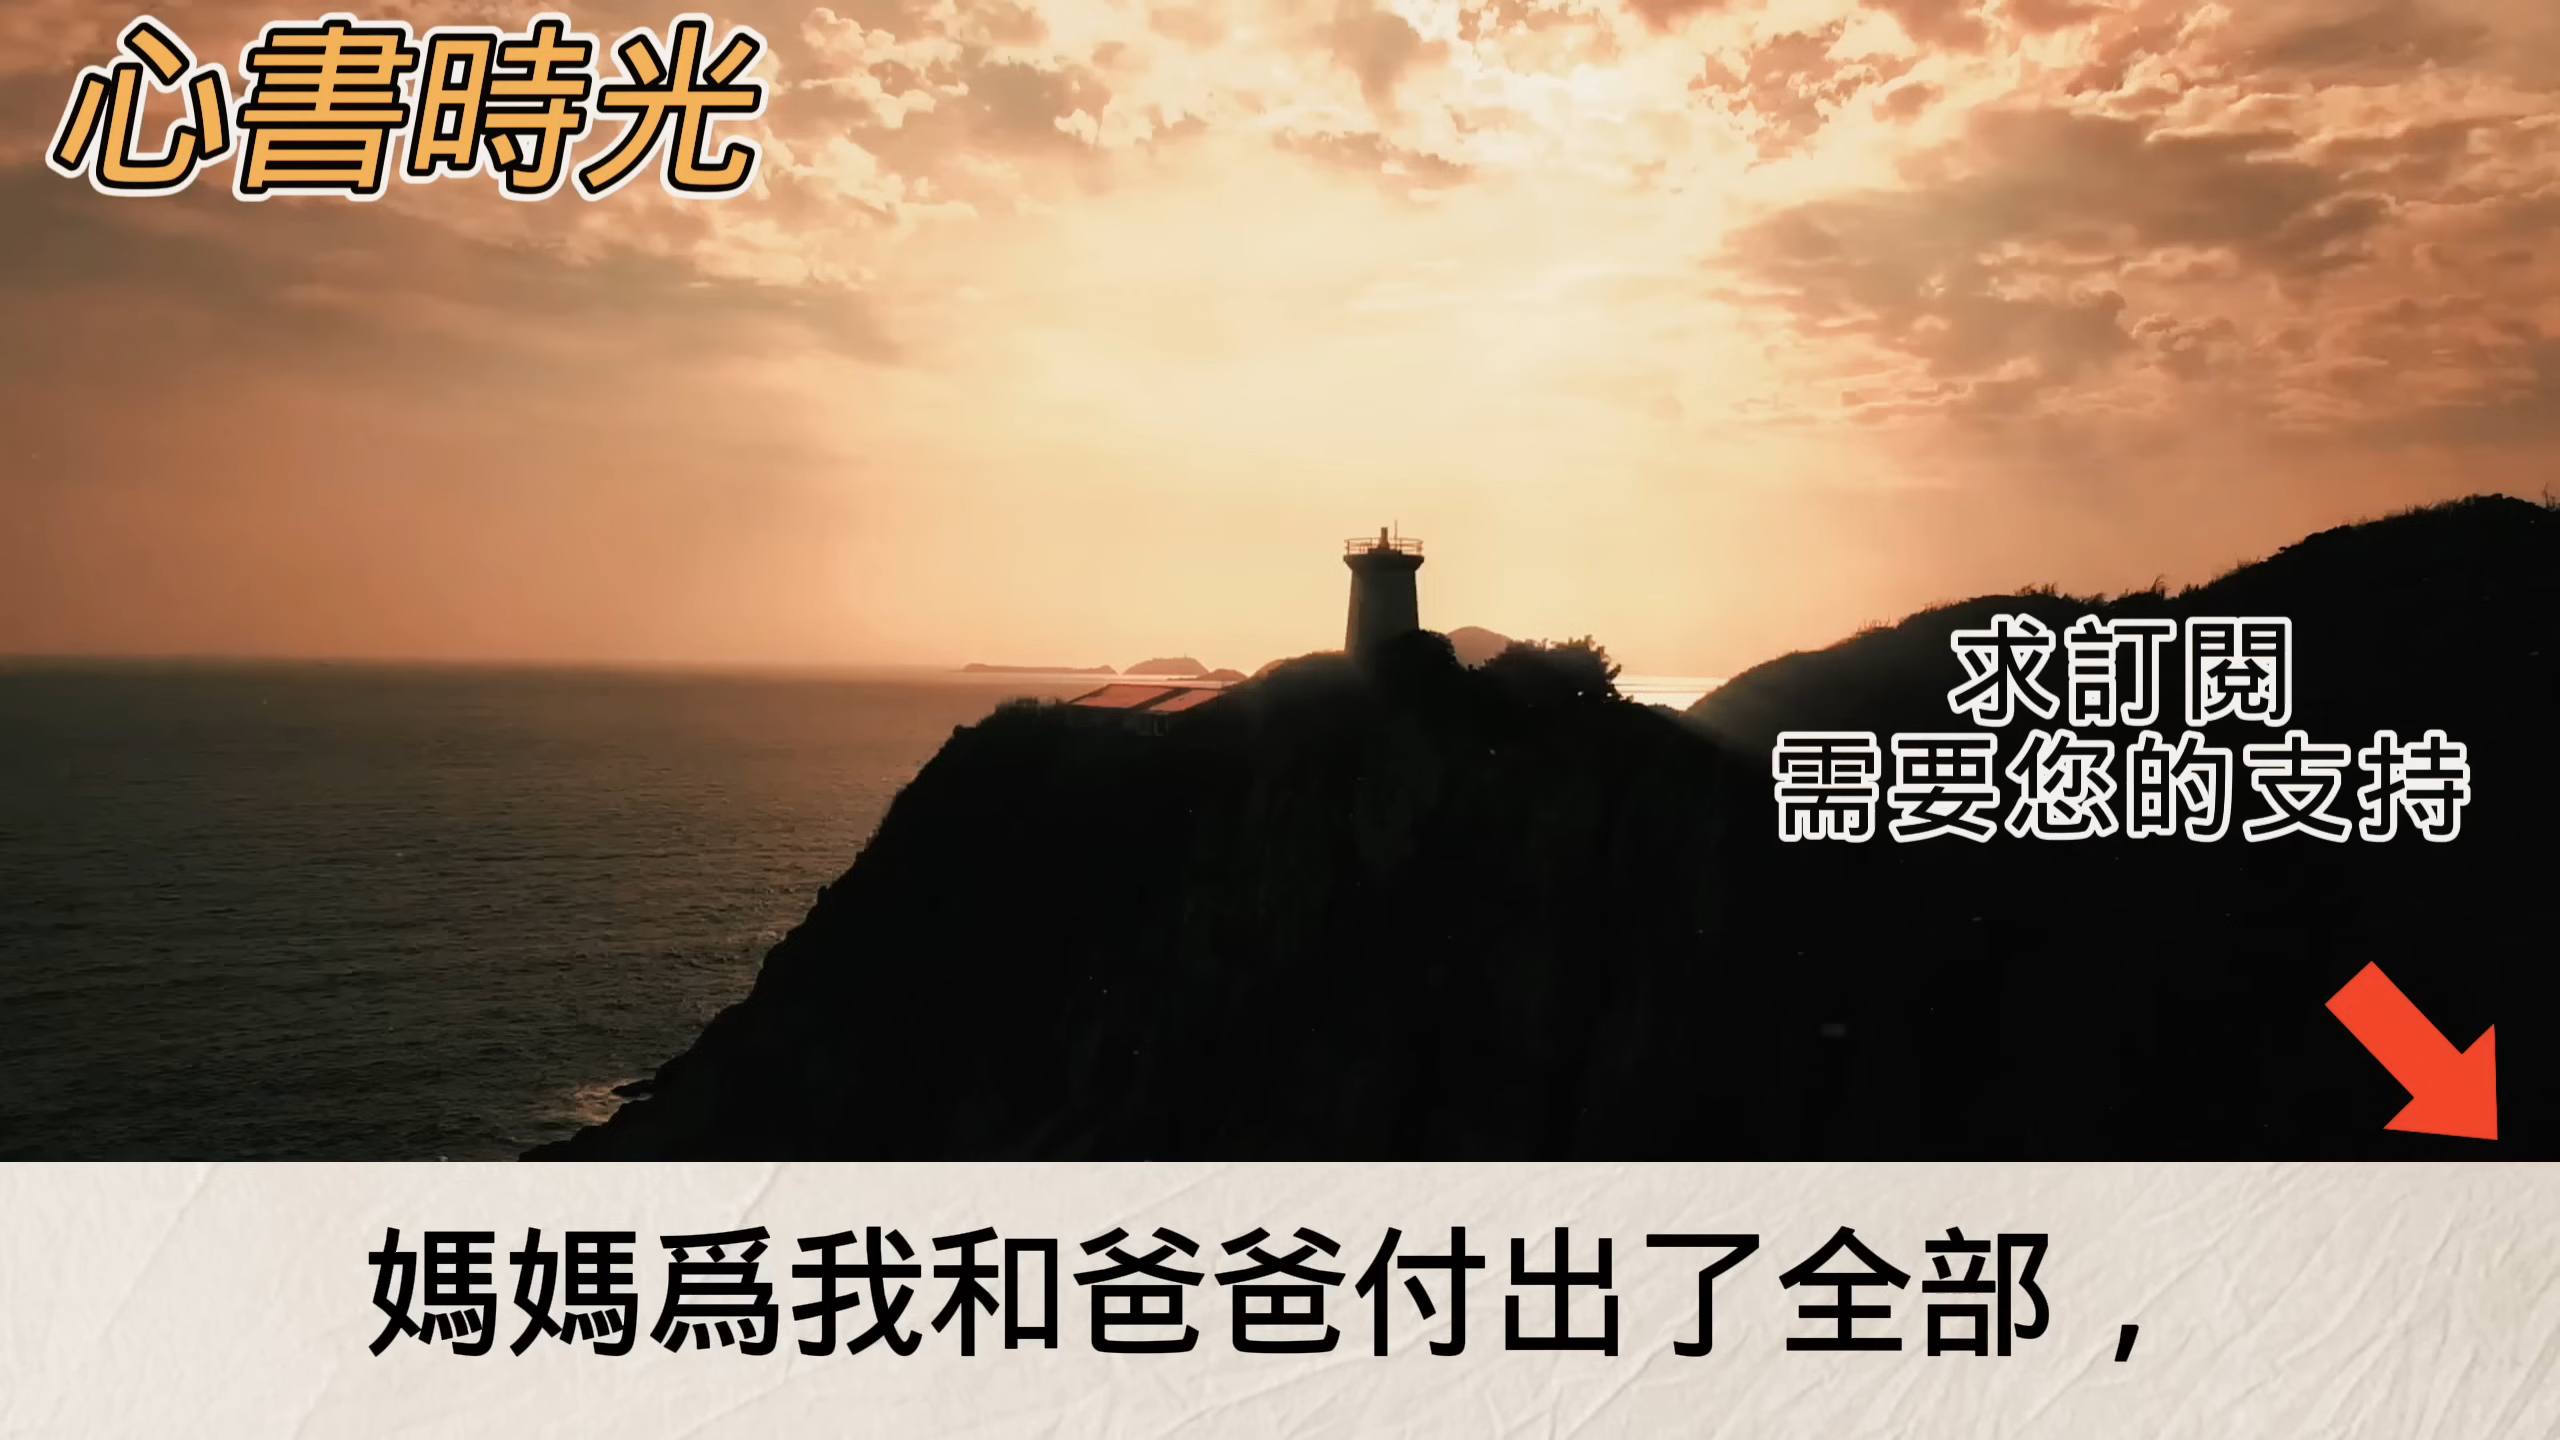 心書時光
求訂閱
需要您的支持
媽媽爲我和爸爸付出了全部，